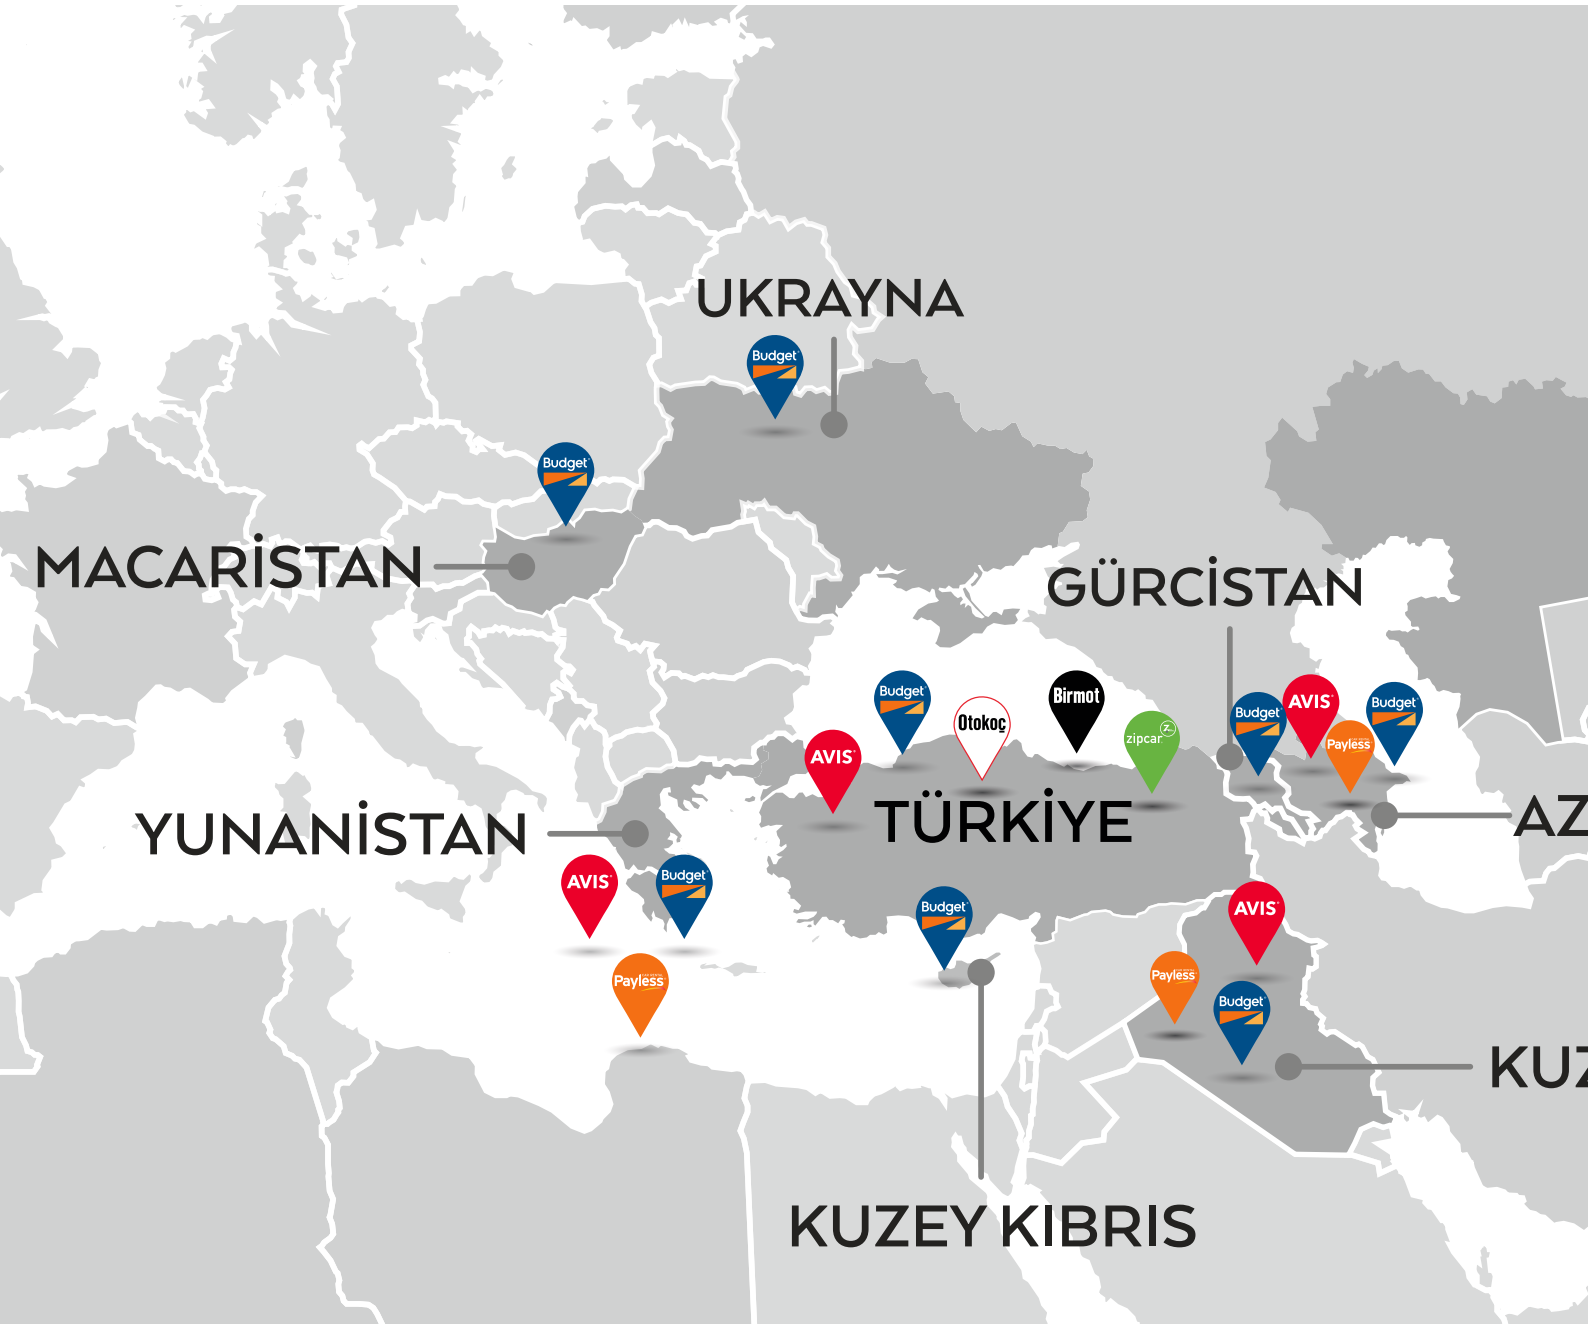 UKRAYNA
Budget
Budget
MACARİSTAN
GÜRCİSTAN
Budget
Otokoç
Birmot
zipcar
AVIS
Budget
AVIS
Payless
Budget
TÜRKİYE
AZ
YUNANİSTAN
AVIS
Budget
Payless
Budget
AVIS
Payless
Budget
KUZ
KUZEY KIBRIS